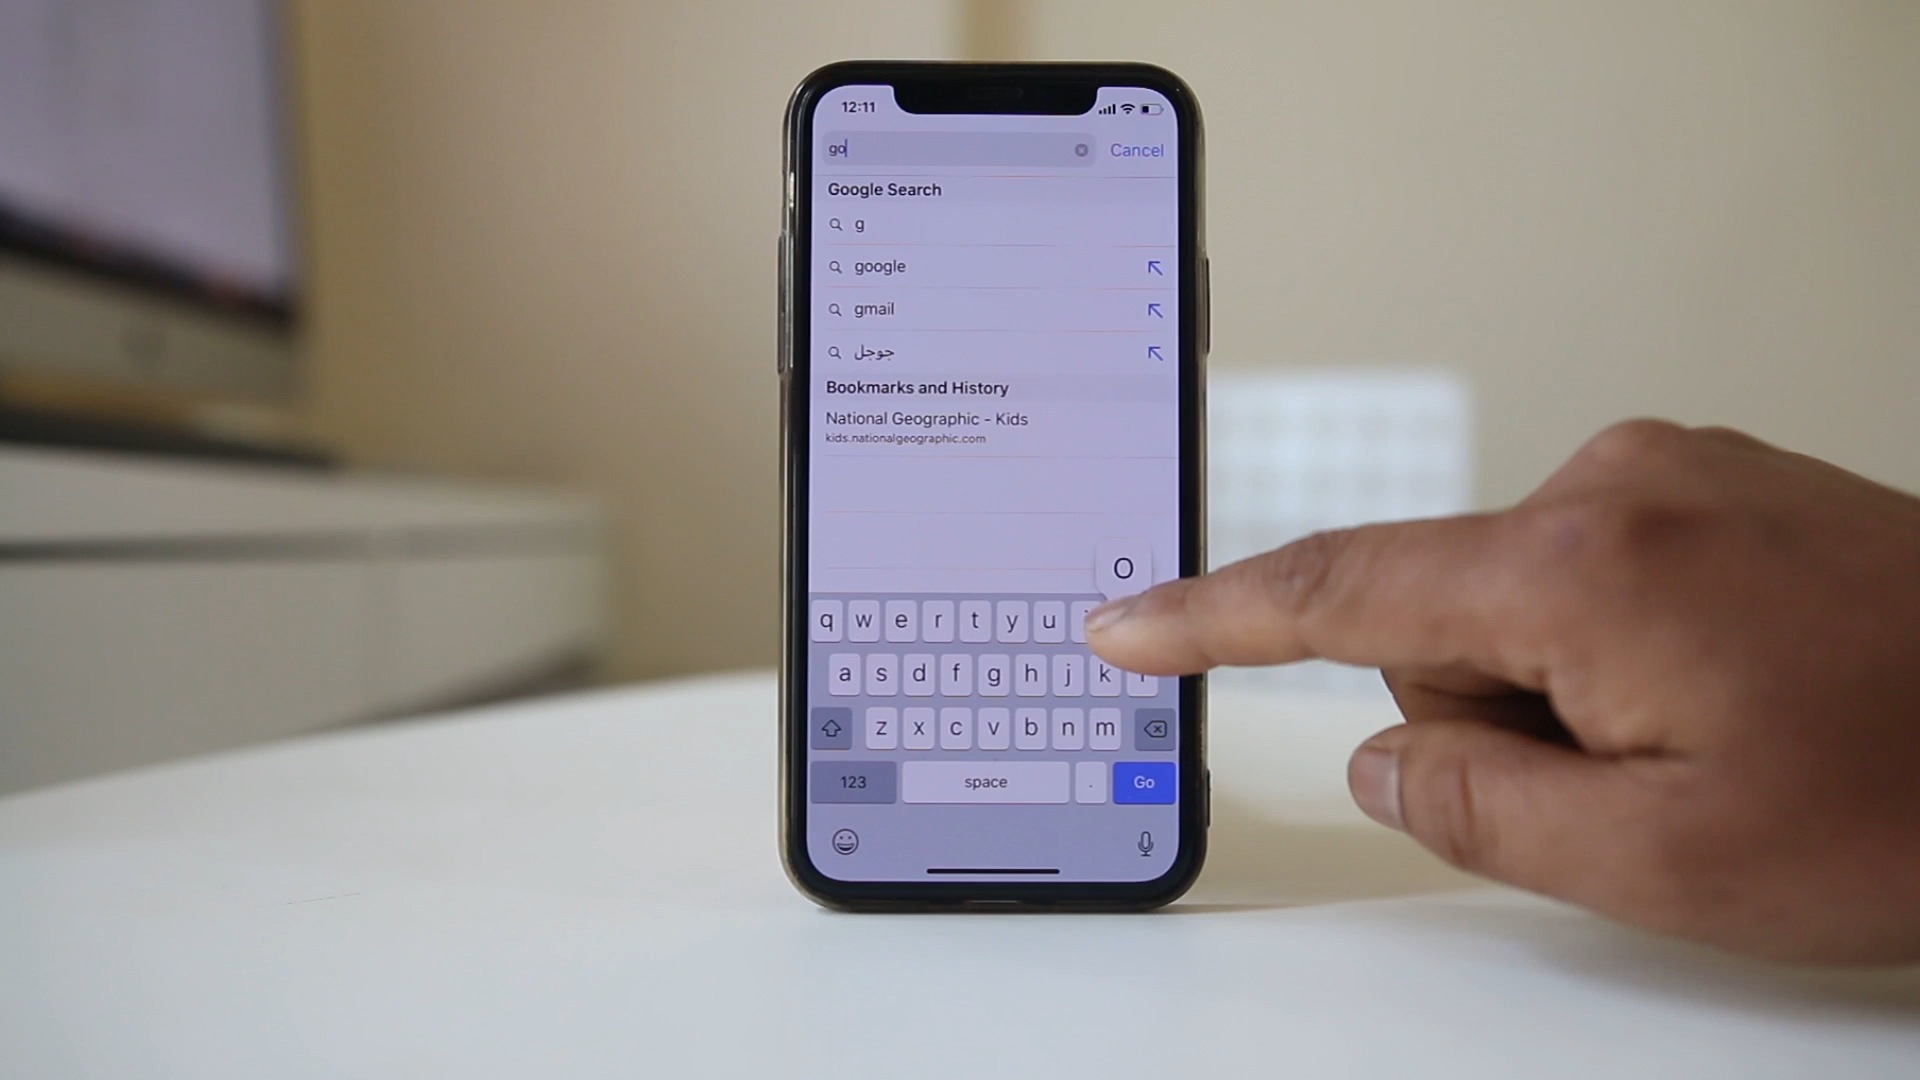 12:11
go
Cancel
Google Search
g
google
gmail
جوجل
Bookmarks and History
National Geographic - Kids
kids.nationalgeographic.com
O
q w e r t y u
a s d f g h j k
z x c v b n m
123 space . Go